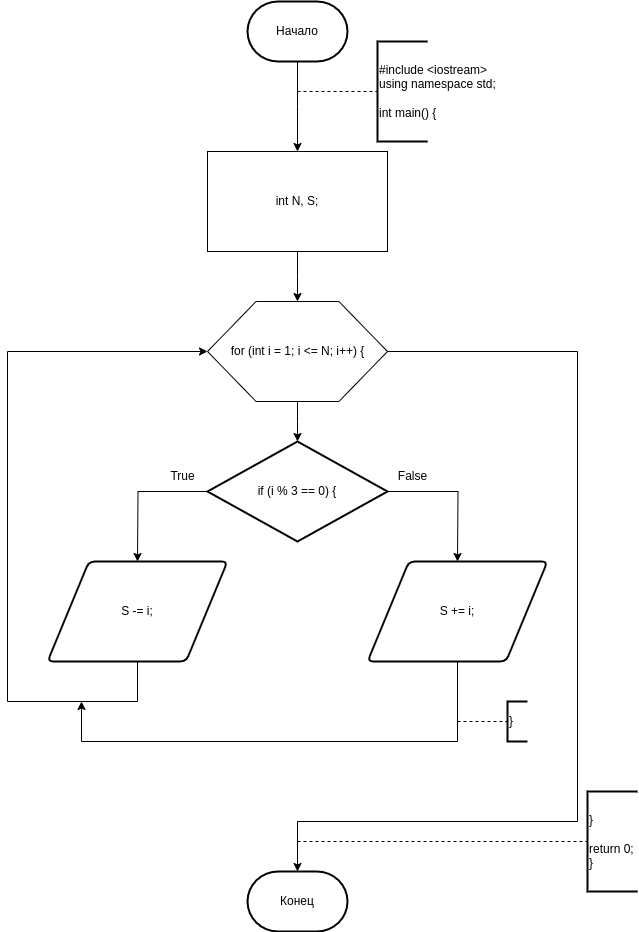 Начало
#include <iostream>
using namespace std;
int main() {
int N, S;
for (int i = 1; i <= N; i++) {
True
False
if (i % 3 == 0) {
S -= i;
S += i;
}
}
return 0;
}
Конец